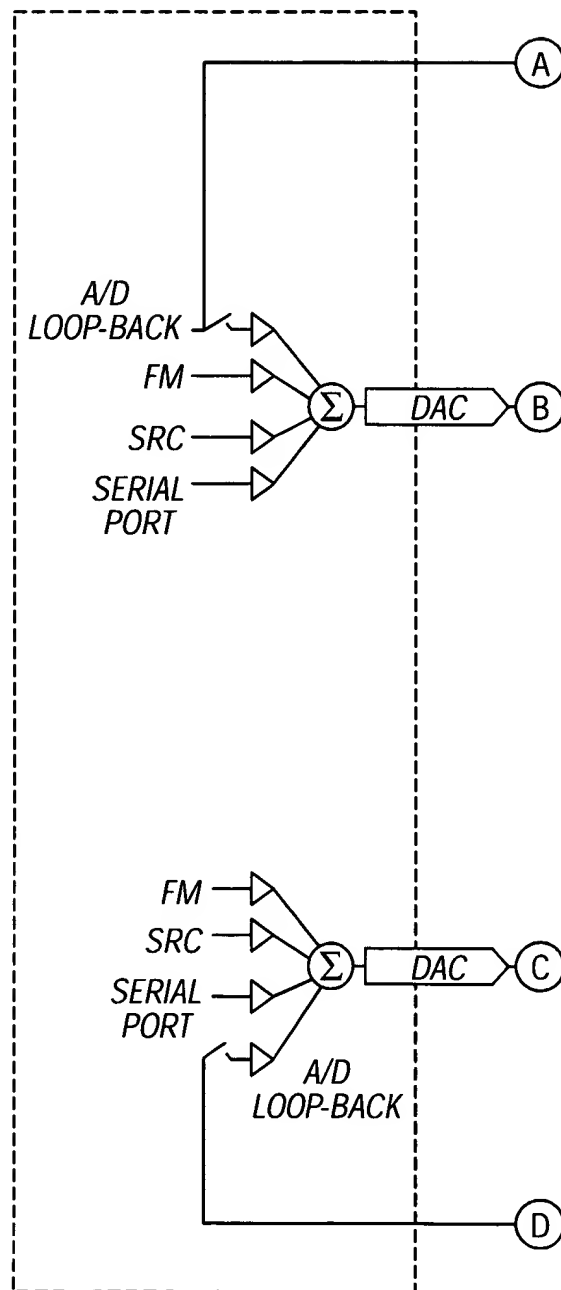 A
A/D
LOOP-BACK
FM
SRC
SERIAL
PORT
Σ
DAC
B
FM
SRC
SERIAL
PORT
Σ
DAC
C
A/D
LOOP-BACK
D